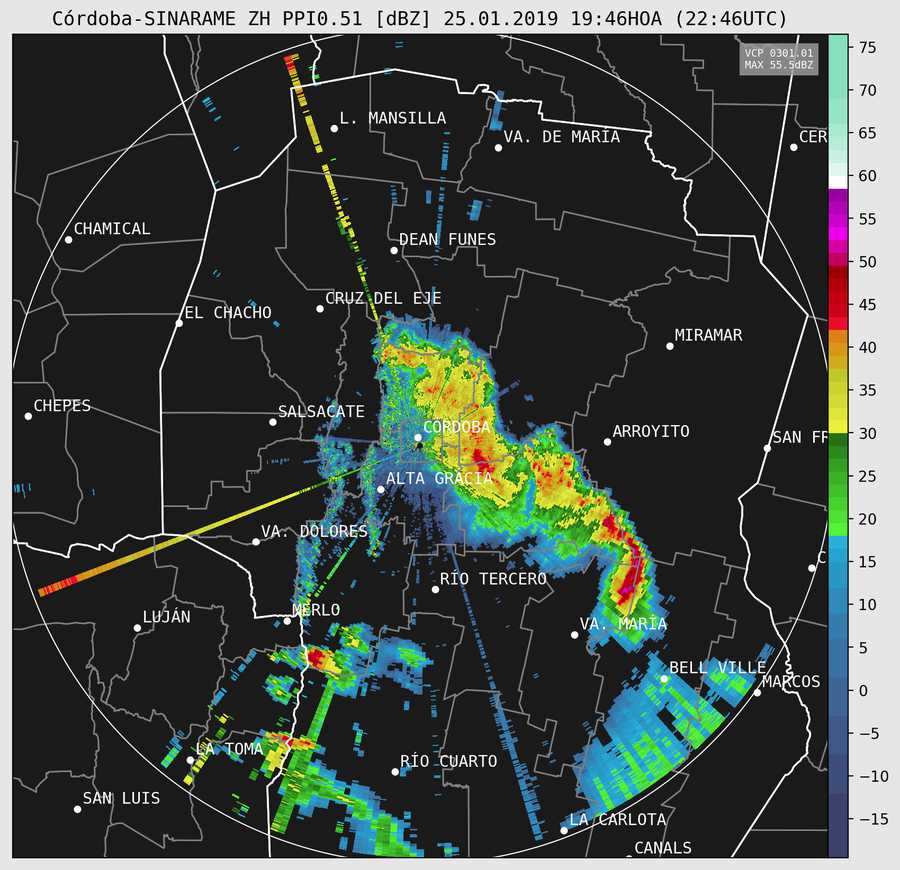 Córdoba-SINARAME ZH PPI0.51 [dBZ] 25.01.2019 19:46HOA (22:46UTC)
VCP 0301.01
MAX 55.5dBZ
75
70
65
60
55
50
45
40
35
30
25
20
15
10
5
0
−5
−10
−15
L. MANSILLA
VA. DE MARÍA
CER
CHAMICAL
DEAN FUNES
CRUZ DEL EJE
EL CHACHO
MIRAMAR
CHEPES
SALSACATE
CÓRDOBA
ARROYITO
SAN FR
ALTA GRACIA
VA. DOLORES
C
RÍO TERCERO
MERLO
LUJÁN
VA. MARÍA
BELL VILLE
MARCOS
LA TOMA
RÍO CUARTO
SAN LUIS
LA CARLOTA
CANALS